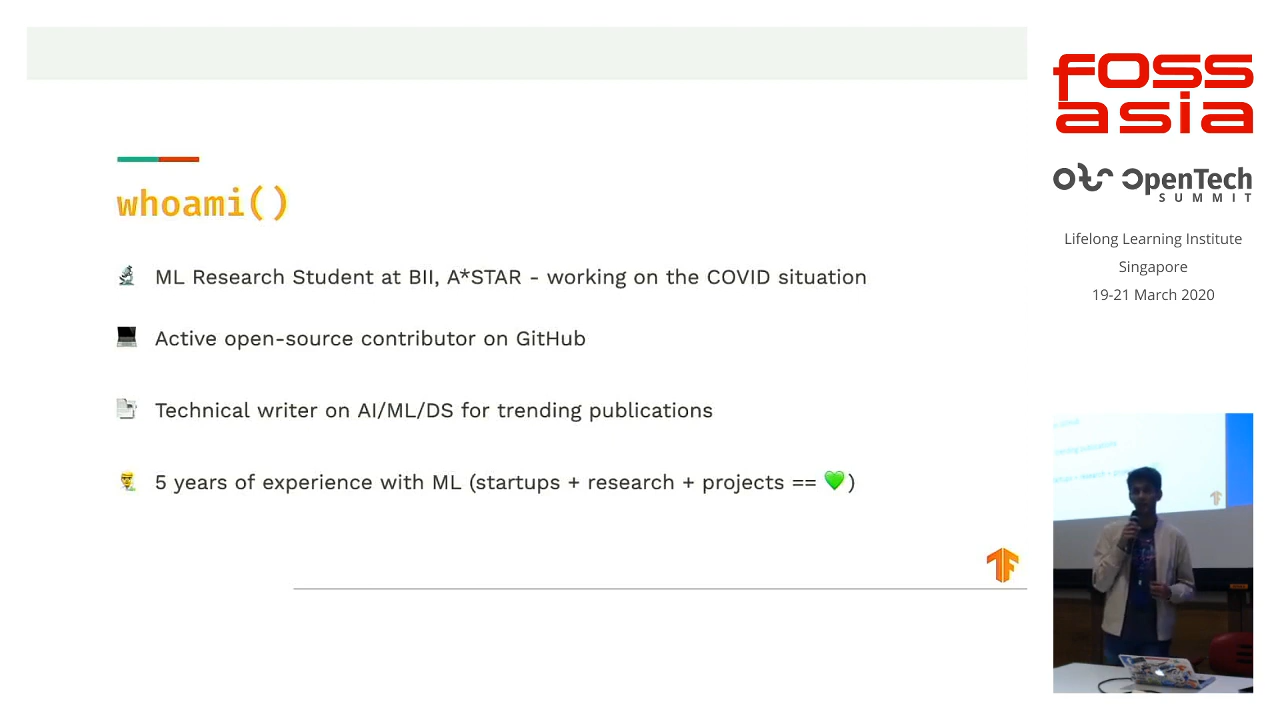 whoami()
ML Research Student at BII, A*STAR - working on the COVID situation
Active open-source contributor on GitHub
Technical writer on AI/ML/DS for trending publications
5 years of experience with ML (startups + research + projects == 💚)
foss
asia
OpenTech
SUMMIT
Lifelong Learning Institute
Singapore
19-21 March 2020